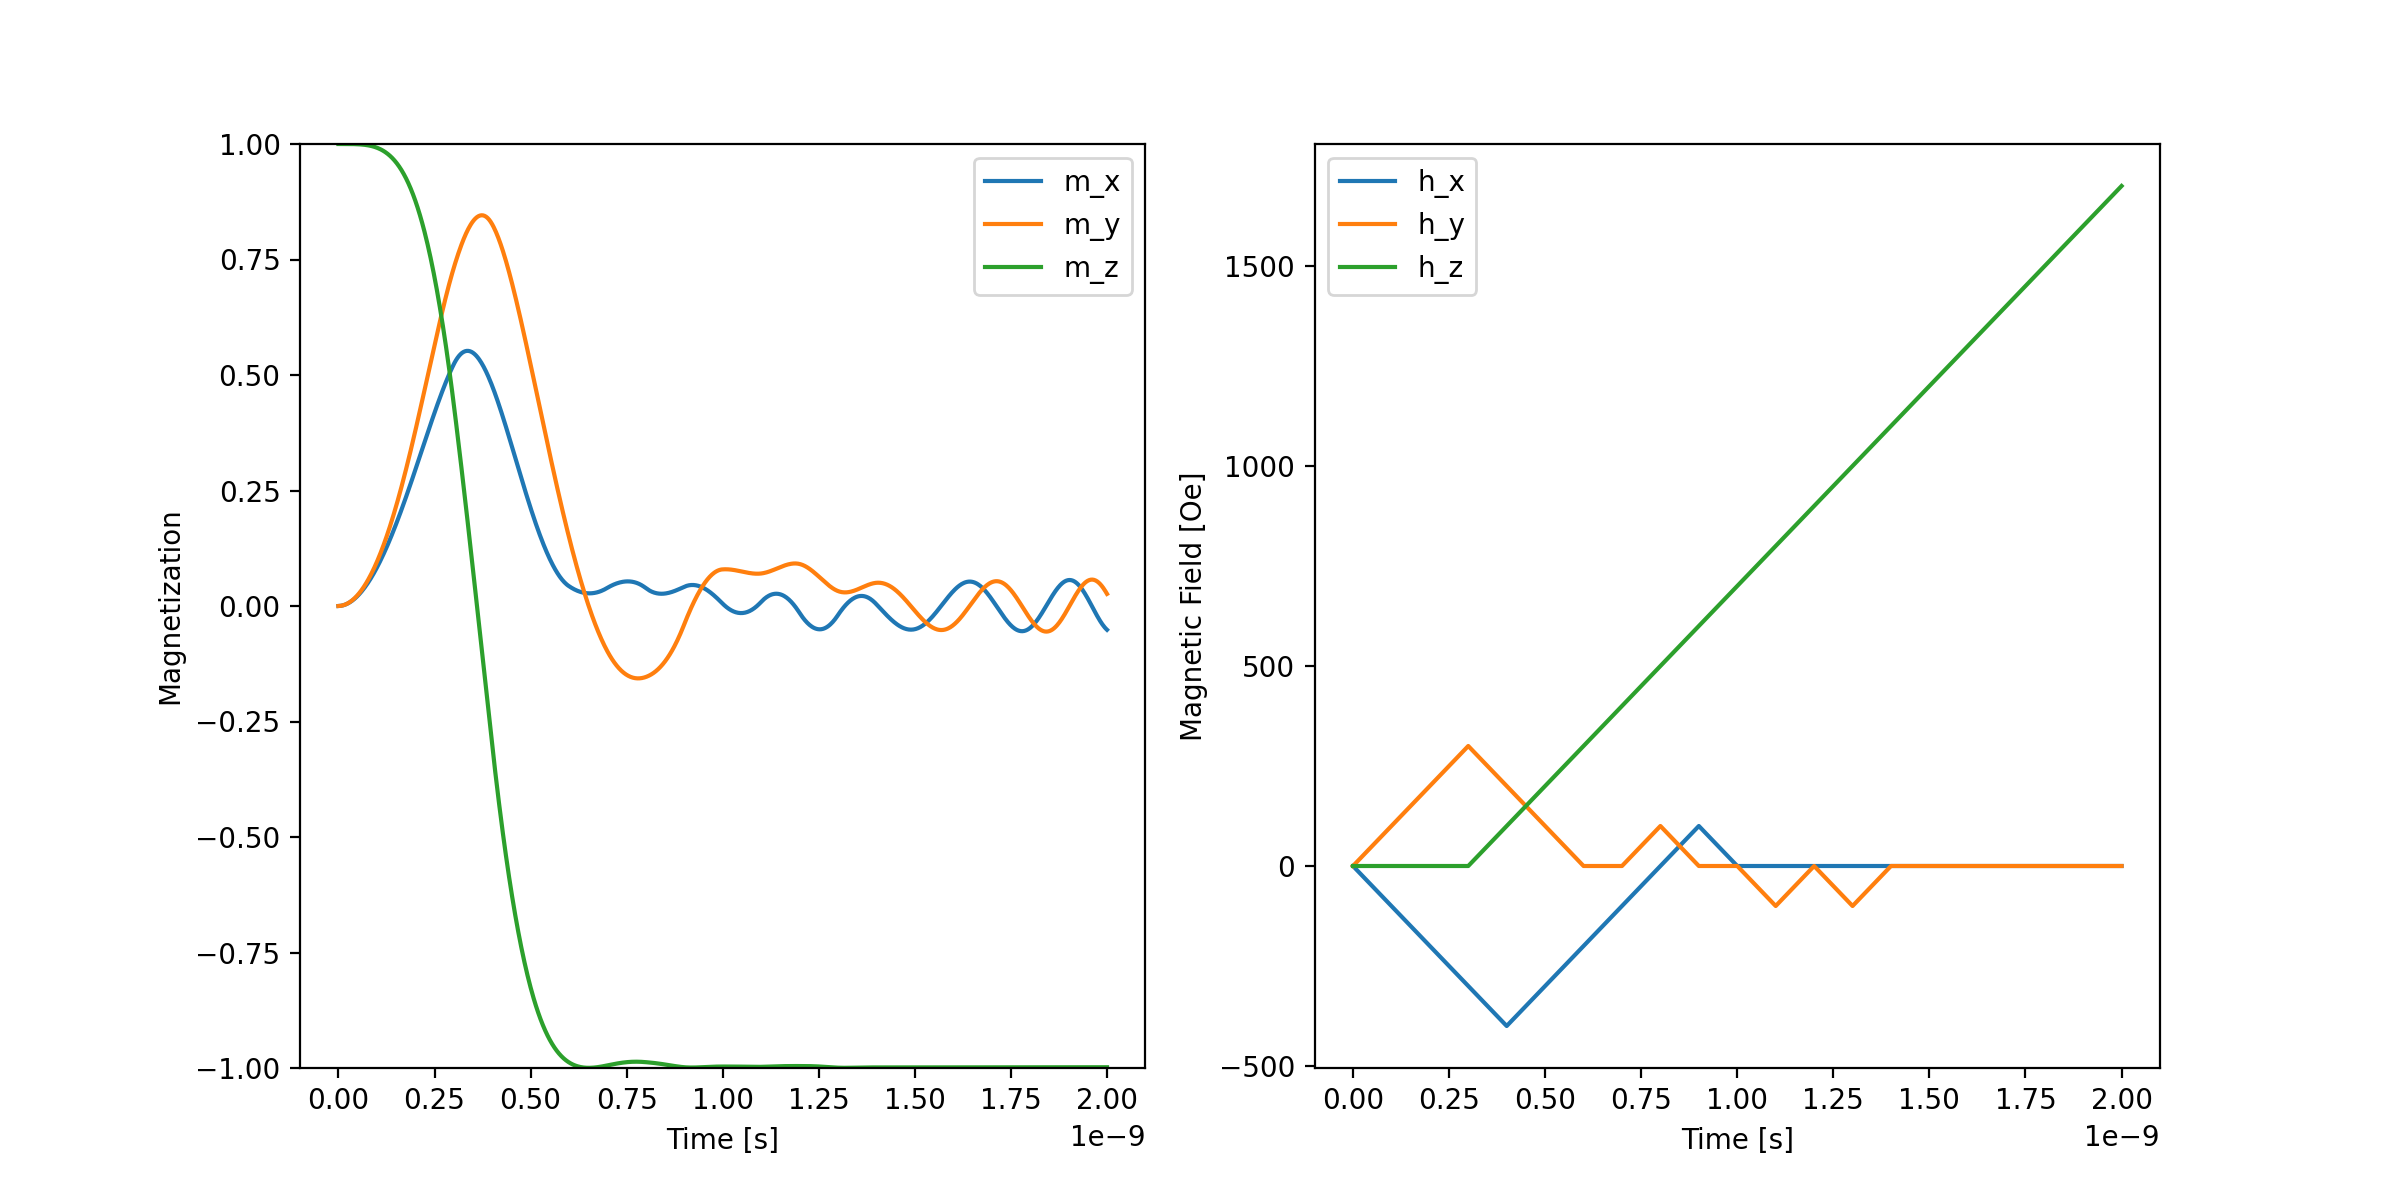 1.00
0.75
0.50
0.25
0.00
−0.25
−0.50
−0.75
−1.00
Magnetization
m_x
m_y
m_z
0.00 0.25 0.50 0.75 1.00 1.25 1.50 1.75 2.00
Time [s]
1e−9
1500
1000
500
0
−500
Magnetic Field [Oe]
h_x
h_y
h_z
0.00 0.25 0.50 0.75 1.00 1.25 1.50 1.75 2.00
Time [s]
1e−9